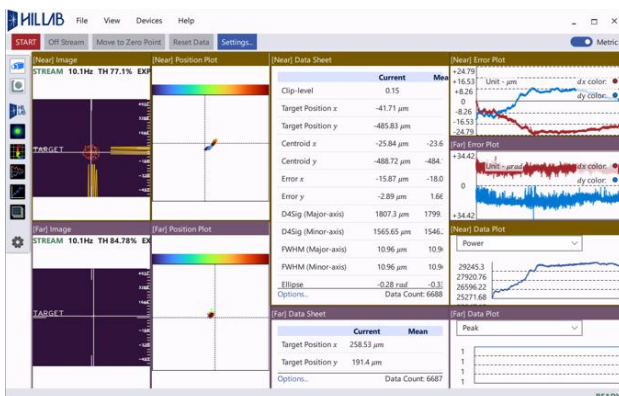 HILLAB File View Devices Help
START Off Stream Move to Zero Point Reset Data Settings.. Metric
[Near] Image
STREAM 10.1Hz TH 77.1% EXP
TARGET
[Near] Position Plot
[Near] Data Sheet
Current Mea
Clip-level 0.15
Target Position x -41.71 μm
Target Position y -485.83 μm
Centroid x -25.84 μm -23.6
Centroid y -488.72 μm -484.
Error x -15.87 μm -18.0
Error y -2.89 μm 1.66
D4Sig (Major-axis) 1807.3 μm 1799.
D4Sig (Minor-axis) 1565.65 μm 1546.
FWHM (Major-axis) 10.96 μm 10.9
FWHM (Minor-axis) 10.96 μm 10.9
Ellipse -0.28 rad
Options.. Data Count: 6688
[Near] Error Plot
+24.79
+16.53
+8.26
0
-8.26
-16.53
-24.79
Unit - μm dx color:
dy color:
[Far] Error Plot
+34.42
0
+34.42
Unit - μrad dx color:
dy color:
[Near] Data Plot
Power
29245.3
27920.76
26596.22
25271.68
[Far] Image
STREAM 10.1Hz TH 84.78% EX
TARGET
[Far] Position Plot
[Far] Data Sheet
Current Mean
Target Position x 258.53 μm
Target Position y 191.4 μm
Options.. Data Count: 6687
[Far] Data Plot
Peak
1
1
1
1